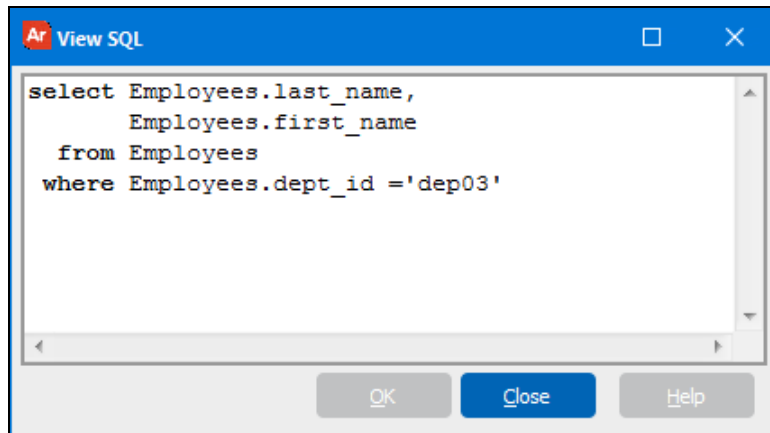 Ar View SQL
select Employees.last_name,
Employees.first_name
from Employees
where Employees.dept_id ='dep03'
OK Close Help